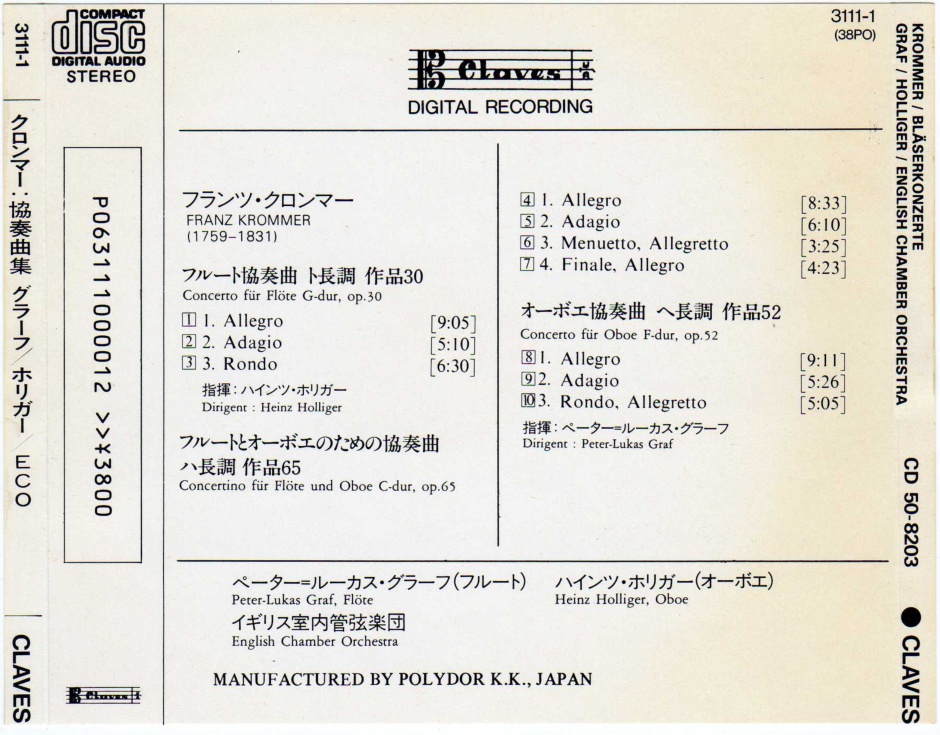 3111-1
クロンマー：協奏曲集 グラーフ/ホリガー/ECO
CLAVES
COMPACT
disc
DIGITAL AUDIO
STEREO
P0631110000012 >>¥3800
Claves
Claves
DIGITAL RECORDING
3111-1
(38PO)
フランツ・クロンマー
FRANZ KROMMER
(1759–1831)
フルート協奏曲 ト長調 作品30
Concerto für Flöte G-dur, op.30
1 1. Allegro [9:05]
2 2. Adagio [5:10]
3 3. Rondo [6:30]
指揮：ハインツ・ホリガー
Dirigent : Heinz Holliger
フルートとオーボエのための協奏曲
ハ長調 作品65
Concertino für Flöte und Oboe C-dur, op.65
4 1. Allegro [8:33]
5 2. Adagio [6:10]
6 3. Menuetto, Allegretto [3:25]
7 4. Finale, Allegro [4:23]
オーボエ協奏曲 ヘ長調 作品52
Concerto für Oboe F-dur, op.52
8 1. Allegro [9:11]
9 2. Adagio [5:26]
10 3. Rondo, Allegretto [5:05]
指揮：ペーター=ルーカス・グラーフ
Dirigent : Peter-Lukas Graf
ペーター=ルーカス・グラーフ(フルート)
Peter-Lukas Graf, Flöte
ハインツ・ホリガー(オーボエ)
Heinz Holliger, Oboe
イギリス室内管弦楽団
English Chamber Orchestra
MANUFACTURED BY POLYDOR K.K., JAPAN
KROMMER / BLÄSERKONZERTE
GRAF / HOLLIGER / ENGLISH CHAMBER ORCHESTRA
CD 50-8203
● CLAVES